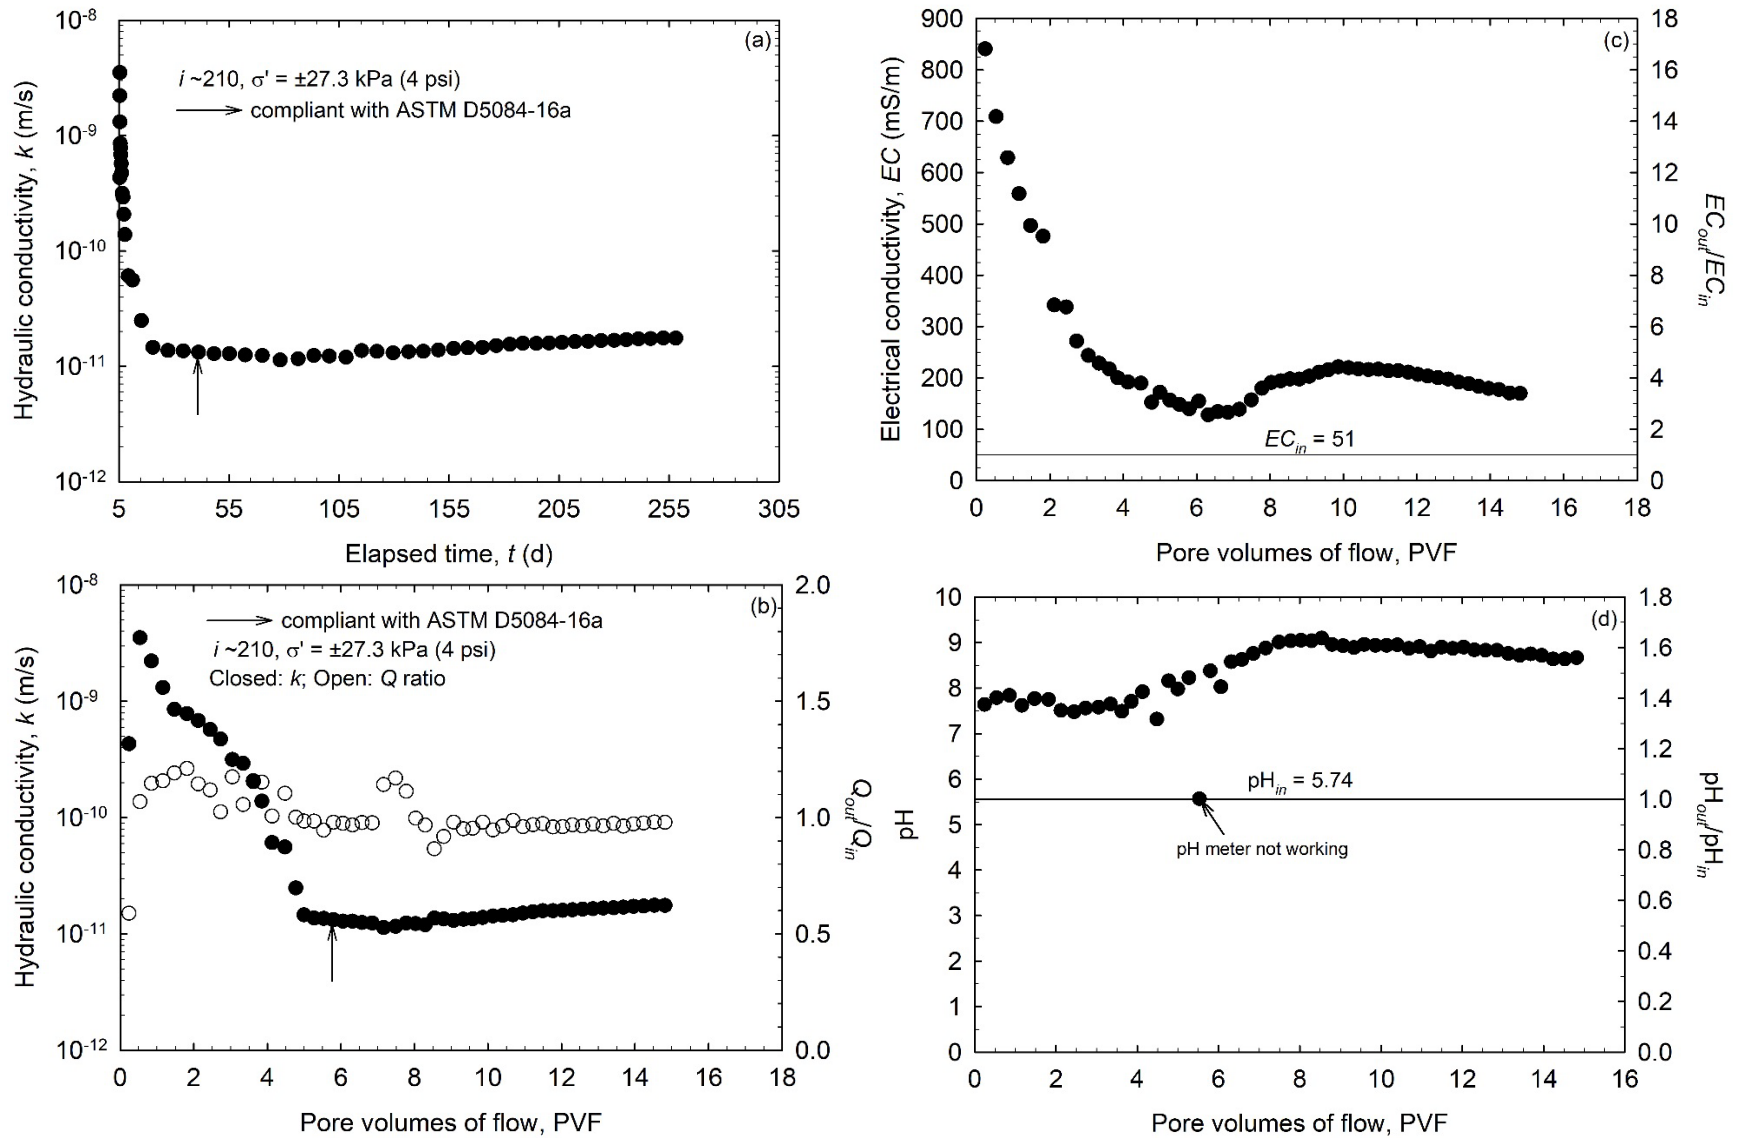 (a)
10⁻⁸
10⁻⁹
10⁻¹⁰
10⁻¹¹
10⁻¹²
Hydraulic conductivity, k (m/s)
i ~210, σ' = ±27.3 kPa (4 psi)
compliant with ASTM D5084-16a
5 55 105 155 205 255 305
Elapsed time, t (d)
(c)
900
800
700
600
500
400
300
200
100
0
Electrical conductivity, EC (mS/m)
18
16
14
12
10
8
6
4
2
0
ECout/ECin
ECin = 51
0 2 4 6 8 10 12 14 16 18
Pore volumes of flow, PVF
(b)
10⁻⁸
10⁻⁹
10⁻¹⁰
10⁻¹¹
10⁻¹²
Hydraulic conductivity, k (m/s)
compliant with ASTM D5084-16a
i ~210, σ' = ±27.3 kPa (4 psi)
Closed: k; Open: Q ratio
2.0
1.5
1.0
0.5
0.0
Qout/Qin
0 2 4 6 8 10 12 14 16 18
Pore volumes of flow, PVF
(d)
10
9
8
7
6
5
4
3
2
1
0
pH
pHin = 5.74
pH meter not working
1.8
1.6
1.4
1.2
1.0
0.8
0.6
0.4
0.2
0.0
pHout/pHin
0 2 4 6 8 10 12 14 16
Pore volumes of flow, PVF